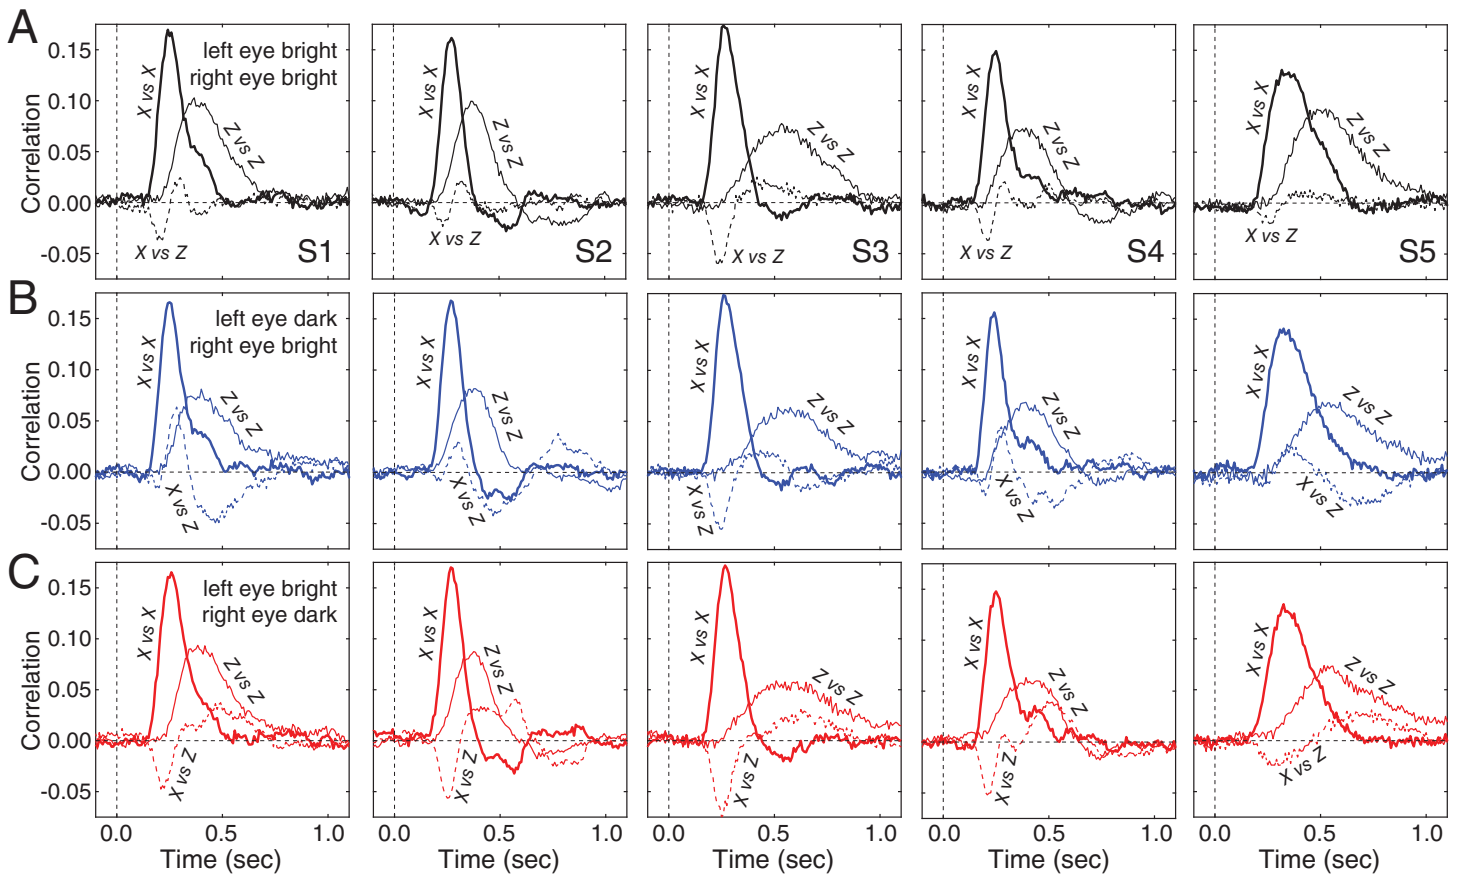 A
0.15
0.10
0.05
0.00
-0.05
Correlation
left eye bright
right eye bright
X vs X
Z vs Z
X vs Z
S1
X vs X
Z vs Z
X vs Z
S2
X vs X
Z vs Z
X vs Z
S3
X vs X
Z vs Z
X vs Z
S4
X vs X
Z vs Z
X vs Z
S5
B
0.15
0.10
0.05
0.00
-0.05
Correlation
left eye dark
right eye bright
X vs X
Z vs Z
X vs Z
X vs X
Z vs Z
X vs Z
X vs X
Z vs Z
X vs Z
X vs X
Z vs Z
X vs Z
X vs X
Z vs Z
X vs Z
C
0.15
0.10
0.05
0.00
-0.05
Correlation
left eye bright
right eye dark
X vs X
Z vs Z
X vs Z
X vs X
Z vs Z
X vs Z
X vs X
Z vs Z
X vs Z
X vs X
Z vs Z
X vs Z
X vs X
Z vs Z
X vs Z
0.0 0.5 1.0
0.0 0.5 1.0
0.0 0.5 1.0
0.0 0.5 1.0
0.0 0.5 1.0
Time (sec)
Time (sec)
Time (sec)
Time (sec)
Time (sec)